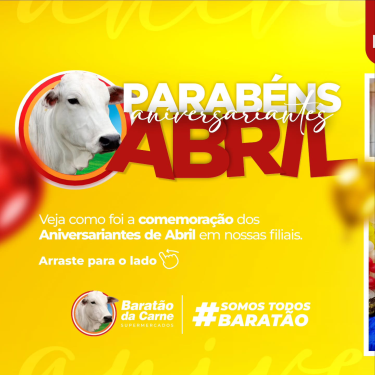 PARABÉNS
aniversariantes
ABRIL
Veja como foi a comemoração dos
Aniversariantes de Abril em nossas filiais.
Arraste para o lado
Baratão
da Carne
SUPERMERCADOS
#SOMOS TODOS
BARATÃO